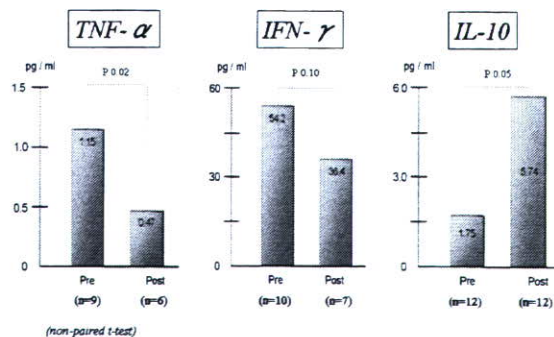 TNF- α
IFN- γ
IL-10
pg / ml
P 0.02
1.5
1.0
0.5
0
1.15
0.47
Pre
Post
(n=9)
(n=6)
(non-paired t-test)
pg / ml
P 0.10
60
30
0
54.2
36.4
Pre
Post
(n=10)
(n=7)
pg / ml
P 0.05
6.0
3.0
0
1.75
5.74
Pre
Post
(n=12)
(n=12)